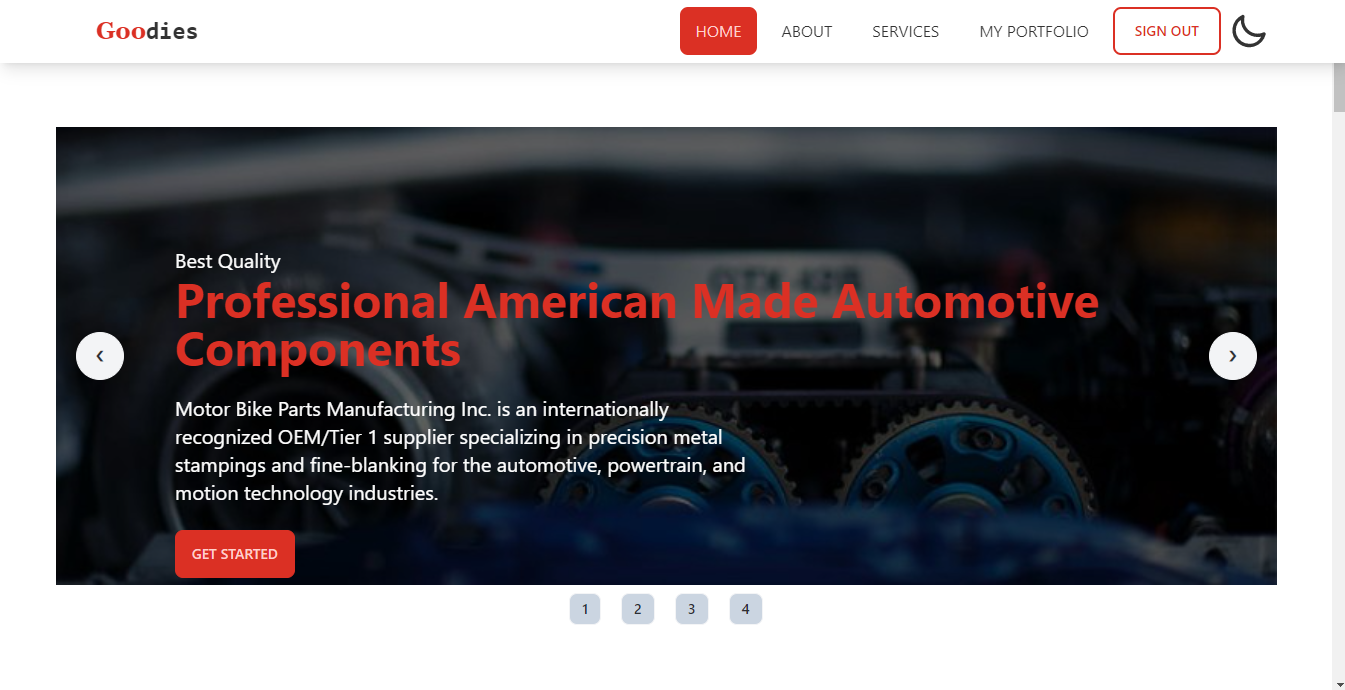 Goodies
HOME
ABOUT
SERVICES
MY PORTFOLIO
SIGN OUT
Best Quality
Professional American Made Automotive
Components
‹
›
Motor Bike Parts Manufacturing Inc. is an internationally
recognized OEM/Tier 1 supplier specializing in precision metal
stampings and fine-blanking for the automotive, powertrain, and
motion technology industries.
GET STARTED
1
2
3
4